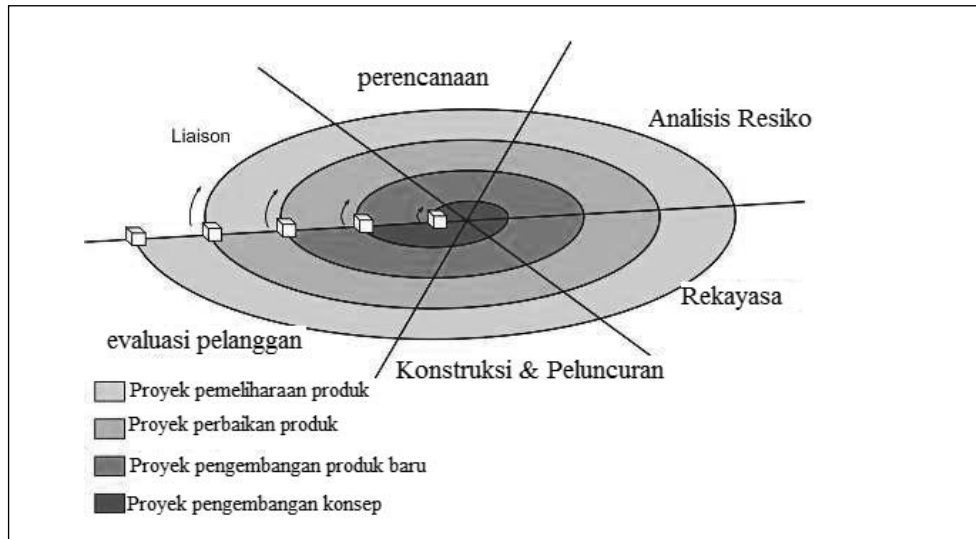 perencanaan
Liaison
Analisis Resiko
Rekayasa
evaluasi pelanggan
Konstruksi & Peluncuran
Proyek pemeliharaan produk
Proyek perbaikan produk
Proyek pengembangan produk baru
Proyek pengembangan konsep